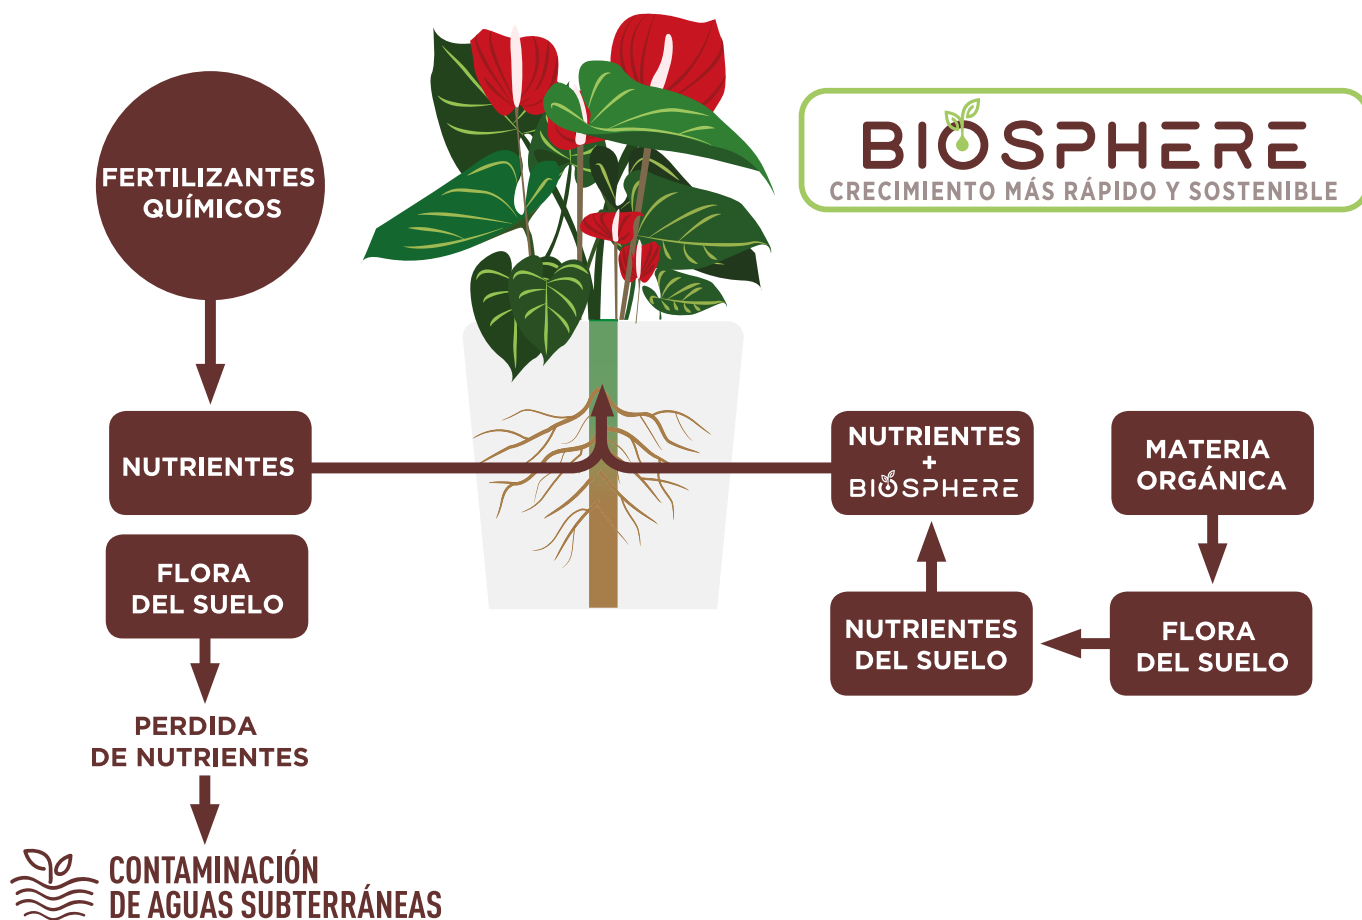 FERTILIZANTES
QUÍMICOS
NUTRIENTES
FLORA
DEL SUELO
PERDIDA
DE NUTRIENTES
CONTAMINACIÓN
DE AGUAS SUBTERRÁNEAS
BIOSPHERE
CRECIMIENTO MÁS RÁPIDO Y SOSTENIBLE
NUTRIENTES
+
BIOSPHERE
MATERIA
ORGÁNICA
NUTRIENTES
DEL SUELO
FLORA
DEL SUELO